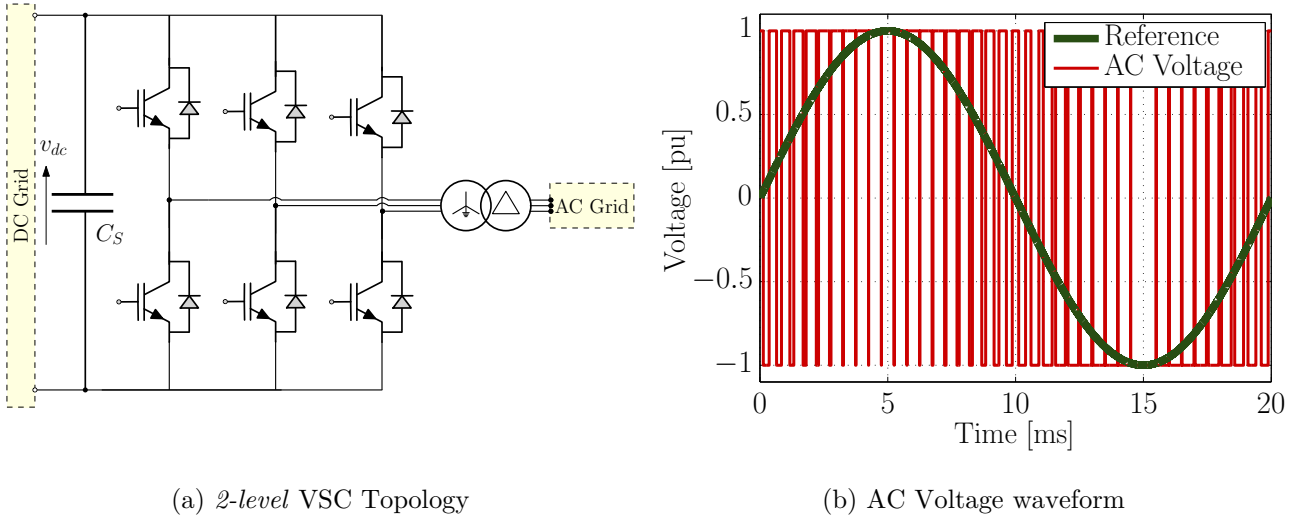 DC Grid
v_dc
C_S
AC Grid
Voltage [pu]
1
0.5
0
−0.5
−1
Reference
AC Voltage
0
5
10
15
20
Time [ms]
(a) 2-level VSC Topology
(b) AC Voltage waveform